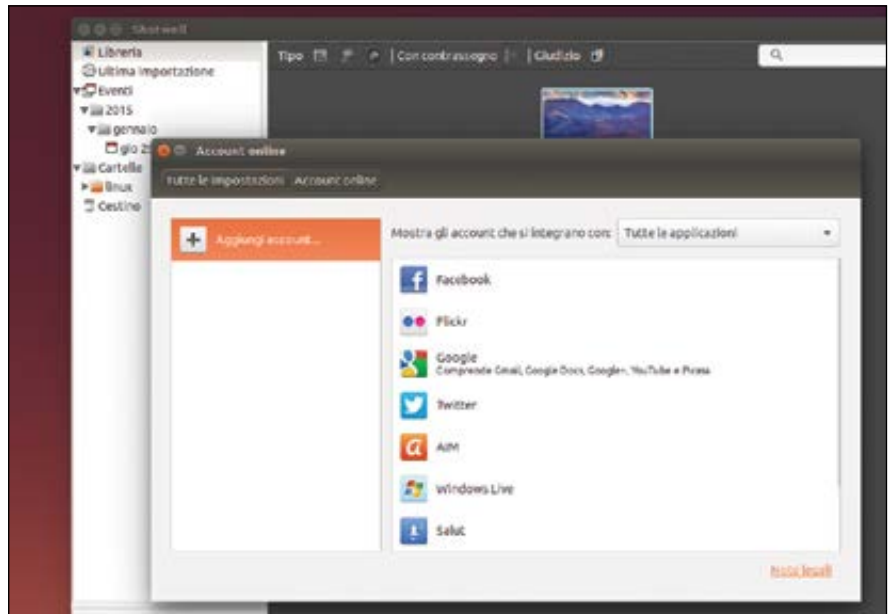 Shotwell
Libreria
Ultima importazione
Tipo
Con contrassegno
Giudizio
Eventi
2015
gennaio
gio
Cartelle
linux
Cestino
Account online
Tutte le impostazioni
Account online
Aggiungi account...
Mostra gli account che si integrano con:
Tutte le applicazioni
Facebook
Flickr
Google
Comprende Gmail, Google Docs, Google+, YouTube e Picasa
Twitter
AIM
Windows Live
Salut
Note legali